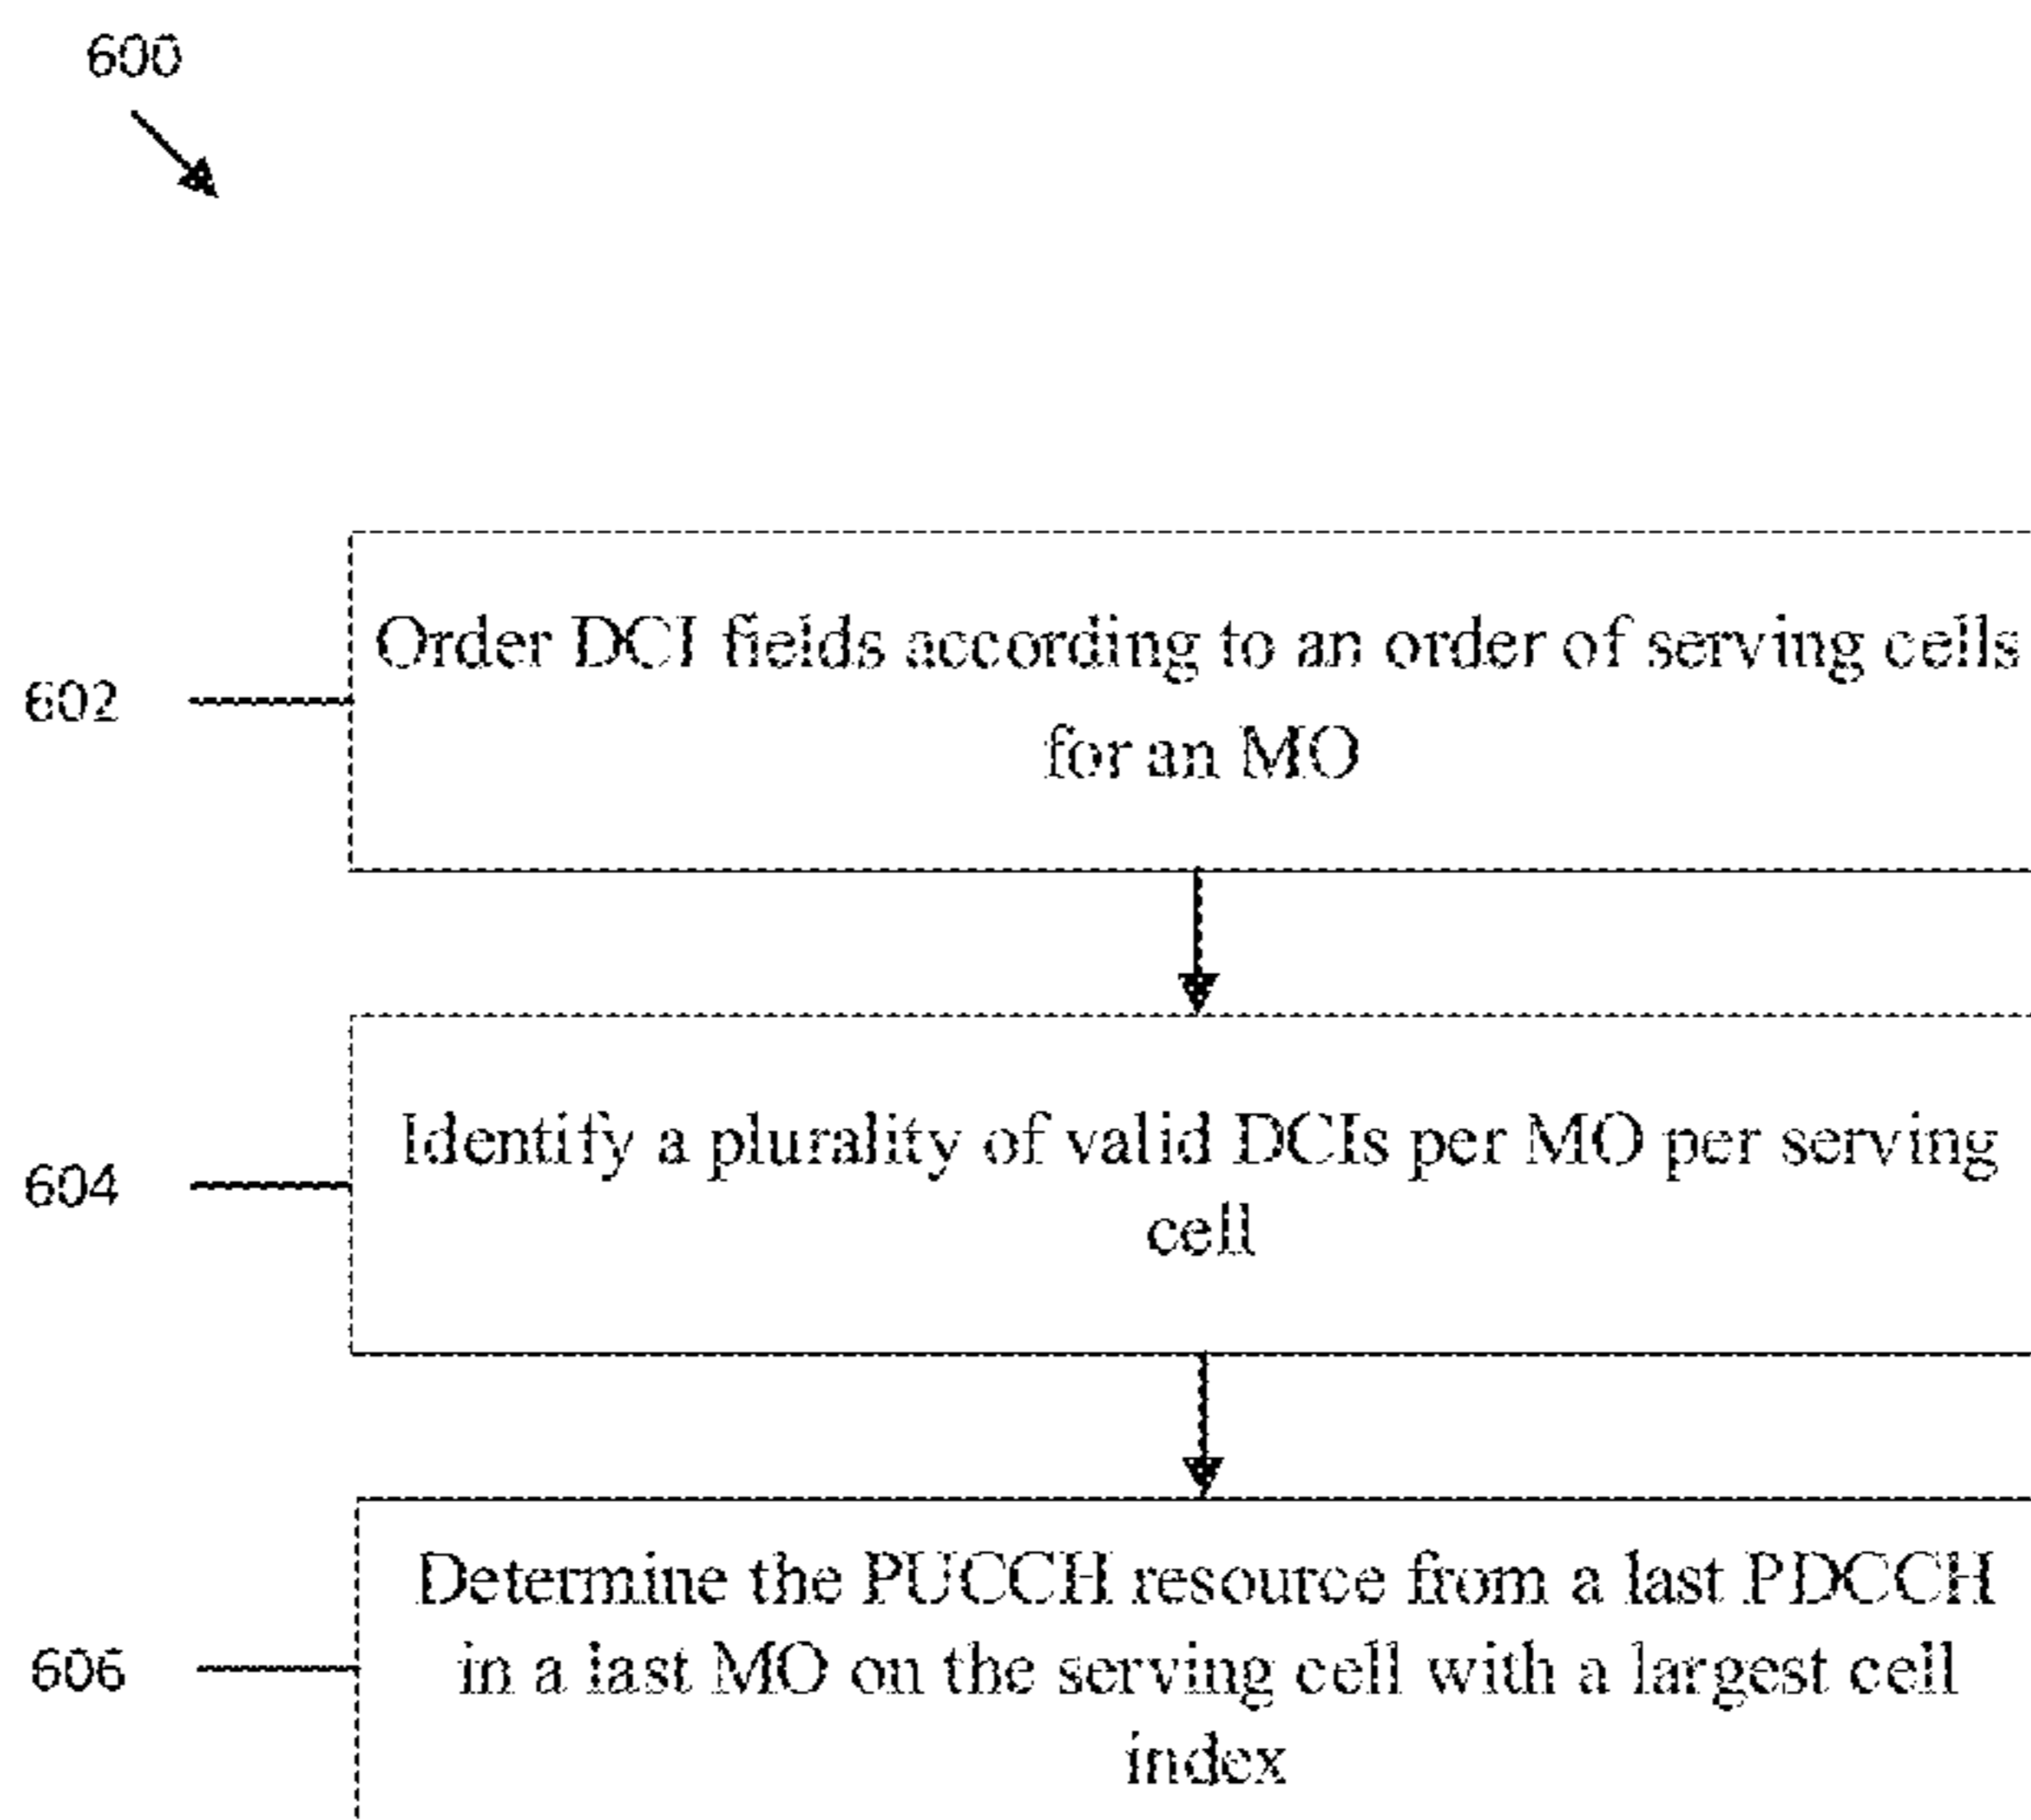 600
Order DCI fields according to an order of serving cells
602
for an MO
Identify a plurality of valid DCIs per MO per serving
604
cell
Determine the PUCCH resource from a last PDCCH
606
in a last MO on the serving cell with a largest cell
index